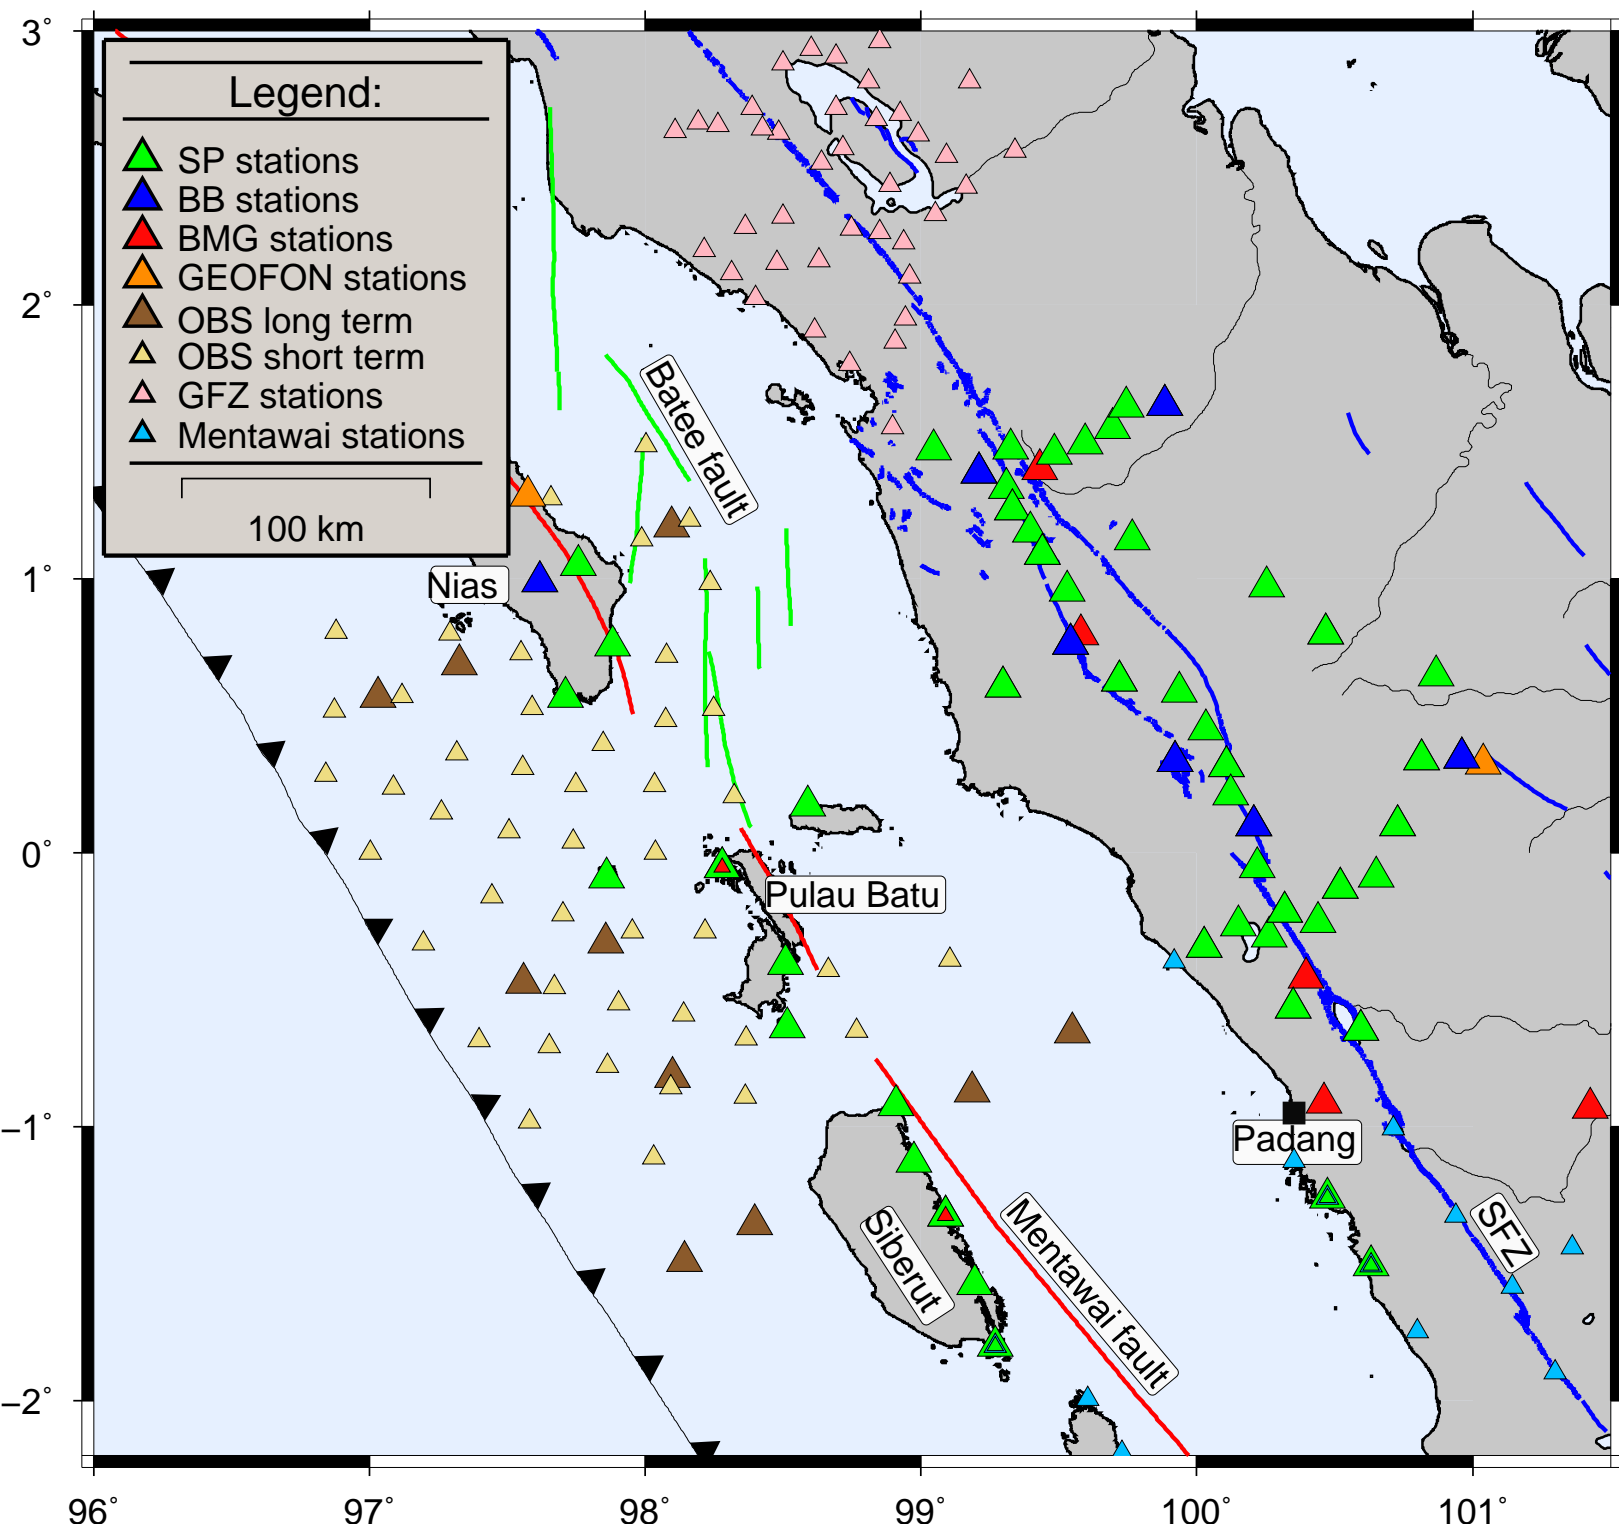 3°
2°
1°
0°
−1°
−2°
96°
97°
98°
99°
100°
101°
Legend:
SP stations
BB stations
BMG stations
GEOFON stations
OBS long term
OBS short term
GFZ stations
Mentawai stations
100 km
Batee fault
Nias
Pulau Batu
Padang
Siberut
Mentawai fault
SFZ